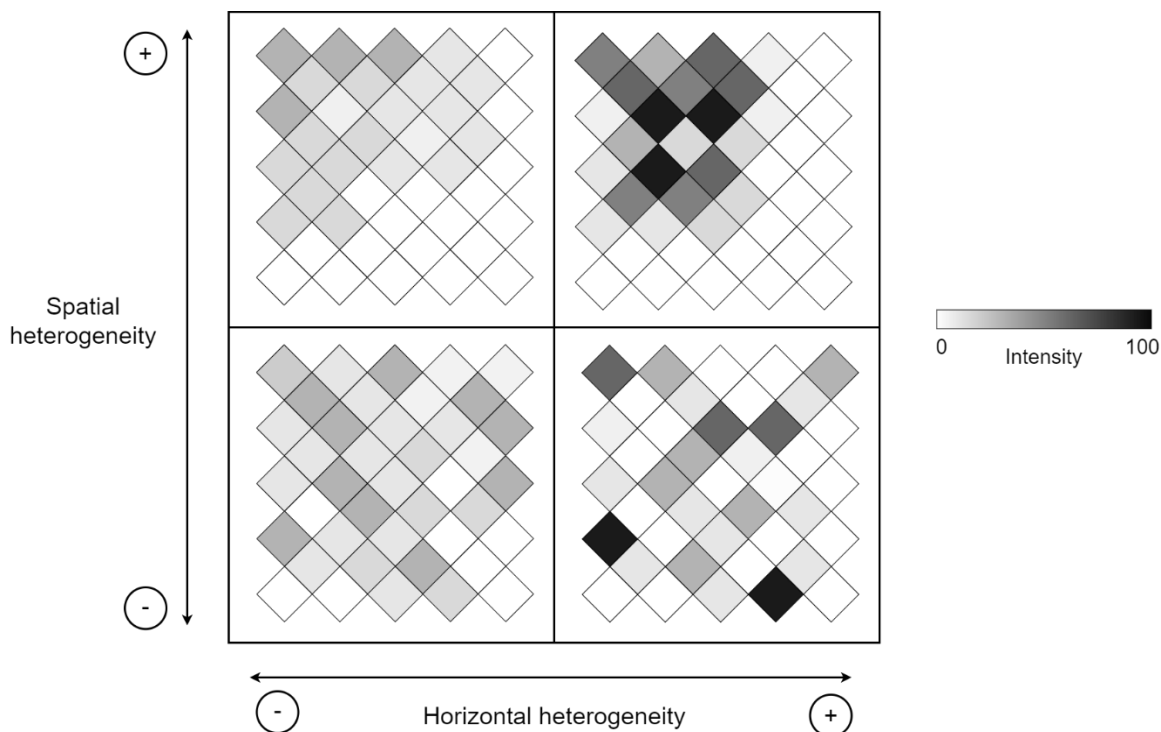 +
Spatial
heterogeneity
-
0
Intensity
100
-
Horizontal heterogeneity
+